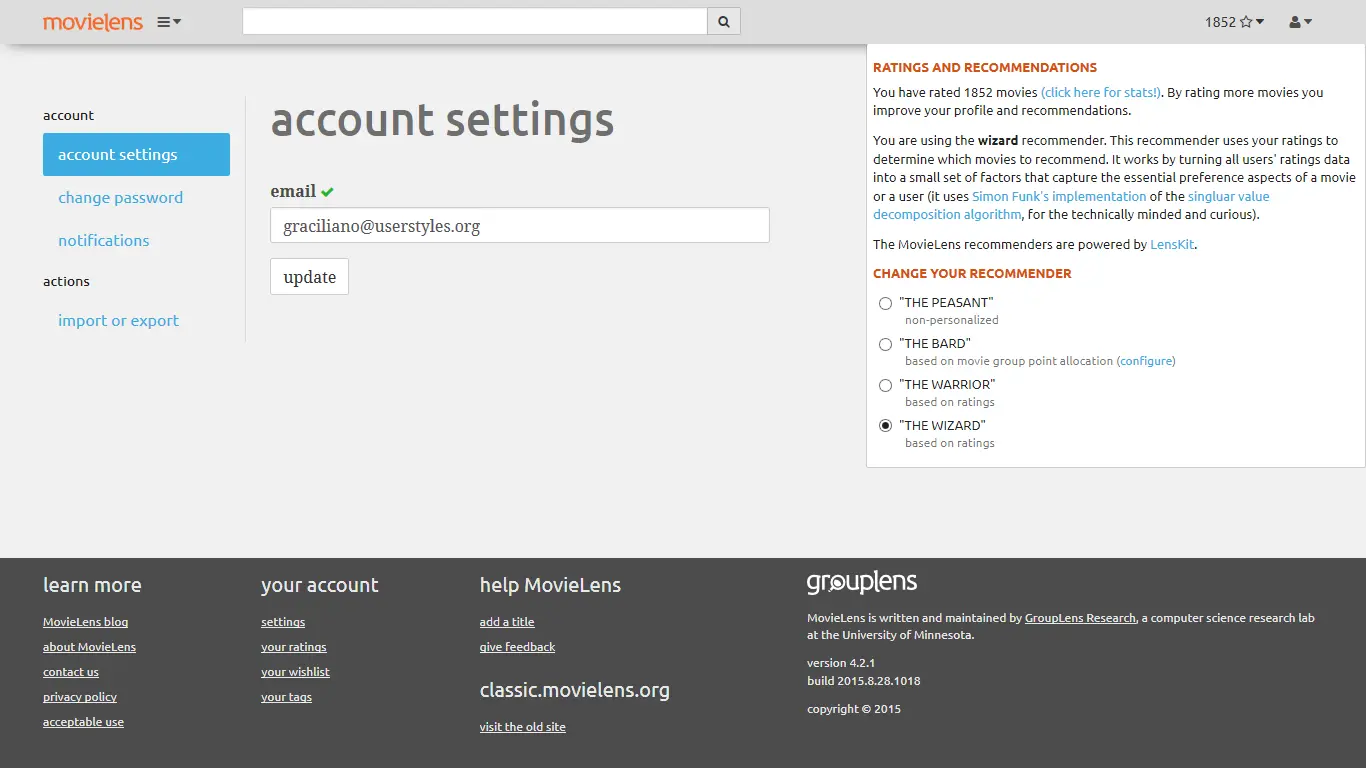 movielens
1852
account
account settings
change password
notifications
actions
import or export
account settings
email
graciliano@userstyles.org
update
RATINGS AND RECOMMENDATIONS
You have rated 1852 movies (click here for stats!). By rating more movies you
improve your profile and recommendations.
You are using the wizard recommender. This recommender uses your ratings to
determine which movies to recommend. It works by turning all users' ratings data
into a small set of factors that capture the essential preference aspects of a movie
or a user (it uses Simon Funk's implementation of the singluar value
decomposition algorithm, for the technically minded and curious).
The MovieLens recommenders are powered by LensKit.
CHANGE YOUR RECOMMENDER
"THE PEASANT"
non-personalized
"THE BARD"
based on movie group point allocation (configure)
"THE WARRIOR"
based on ratings
"THE WIZARD"
based on ratings
learn more
MovieLens blog
about MovieLens
contact us
privacy policy
acceptable use
your account
settings
your ratings
your wishlist
your tags
help MovieLens
add a title
give feedback
classic.movielens.org
visit the old site
grouplens
MovieLens is written and maintained by GroupLens Research, a computer science research lab
at the University of Minnesota.
version 4.2.1
build 2015.8.28.1018
copyright © 2015